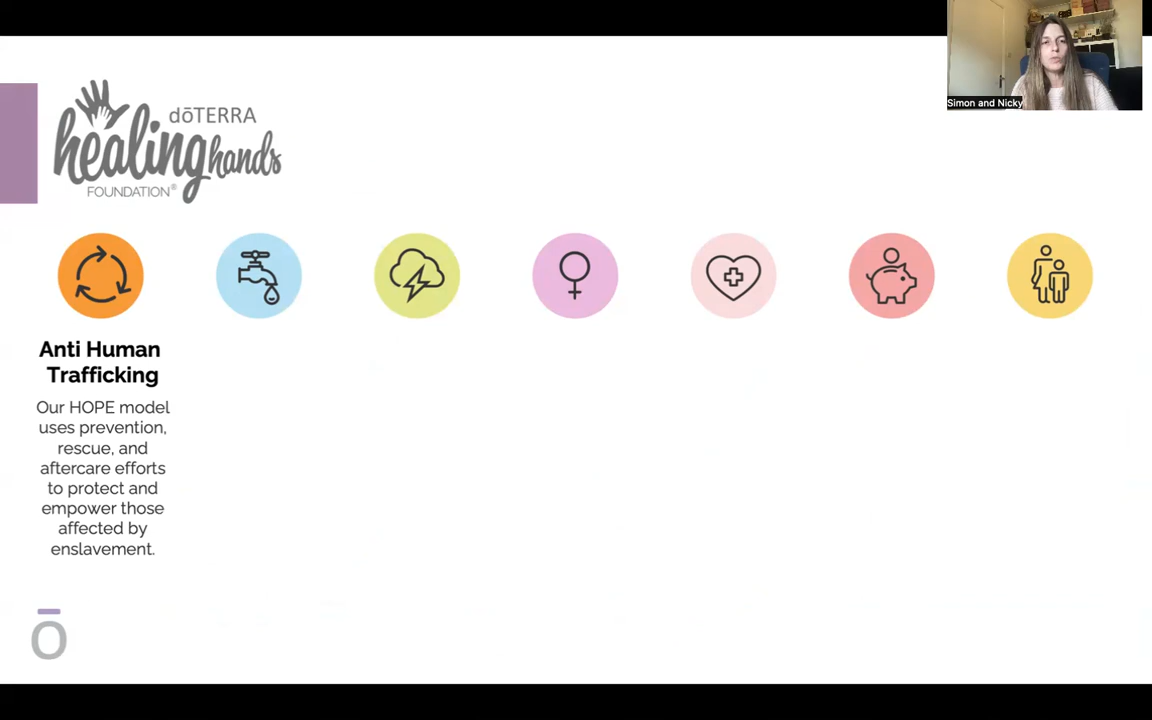 Simon and Nicky
dōTERRA
healing hands
FOUNDATION®
Anti Human
Trafficking
Our HOPE model
uses prevention,
rescue, and
aftercare efforts
to protect and
empower those
affected by
enslavement.
ō